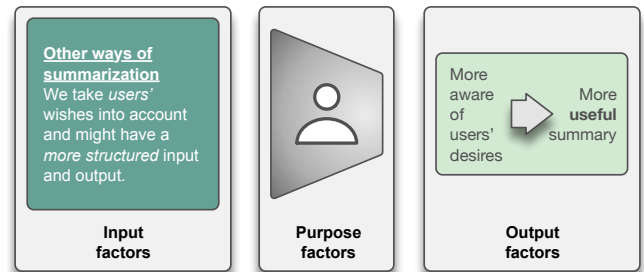 Other ways of
summarization
We take users’
wishes into account
and might have a
more structured input
and output.
Input
factors
Purpose
factors
More
aware
of
users’
desires
More
useful
summary
Output
factors